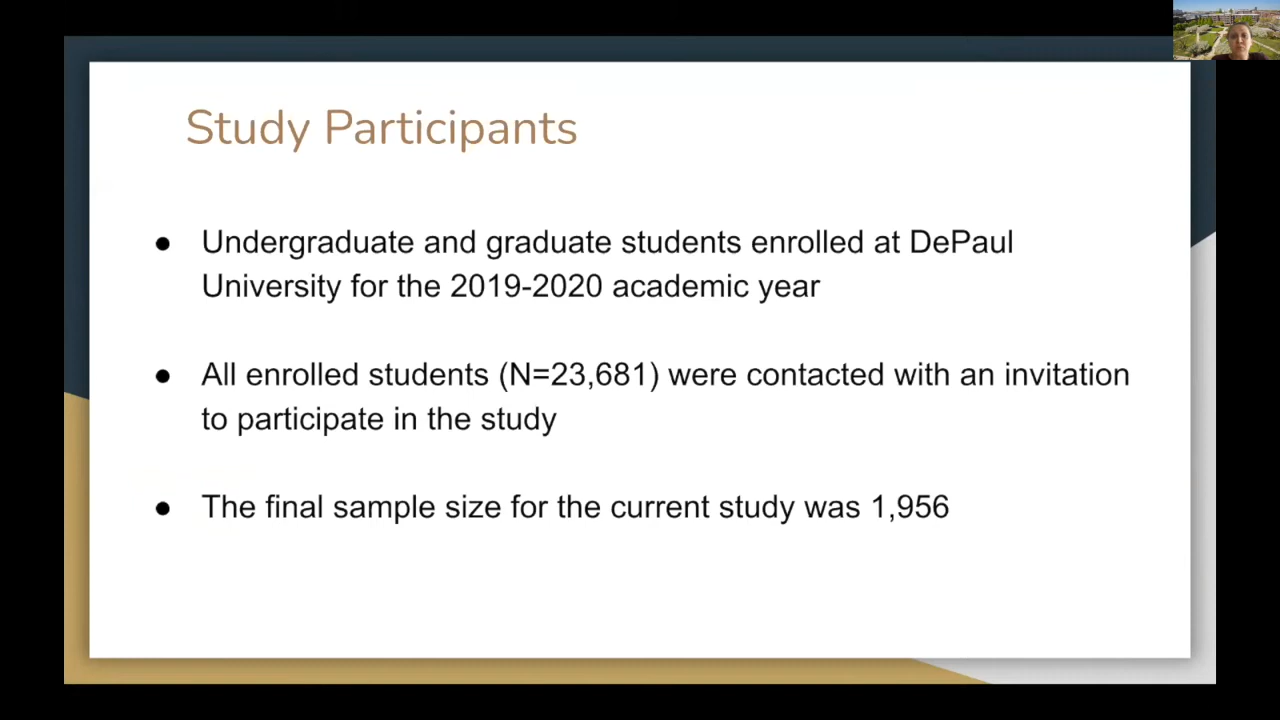 Study Participants
● Undergraduate and graduate students enrolled at DePaul
University for the 2019-2020 academic year
● All enrolled students (N=23,681) were contacted with an invitation
to participate in the study
● The final sample size for the current study was 1,956